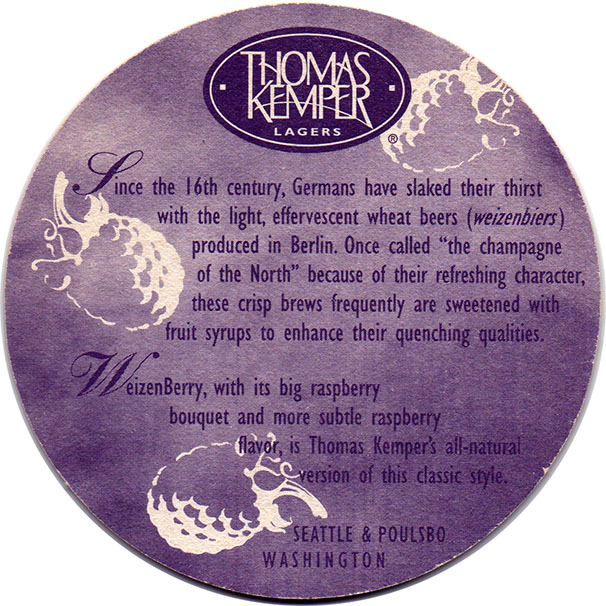 THOMAS
KEMPER
LAGERS
®
Since the 16th century, Germans have slaked their thirst
with the light, effervescent wheat beers (weizenbiers)
produced in Berlin. Once called “the champagne
of the North” because of their refreshing character,
these crisp brews frequently are sweetened with
fruit syrups to enhance their quenching qualities.
WeizenBerry, with its big raspberry
bouquet and more subtle raspberry
flavor, is Thomas Kemper's all-natural
version of this classic style.
SEATTLE & POULSBO
WASHINGTON